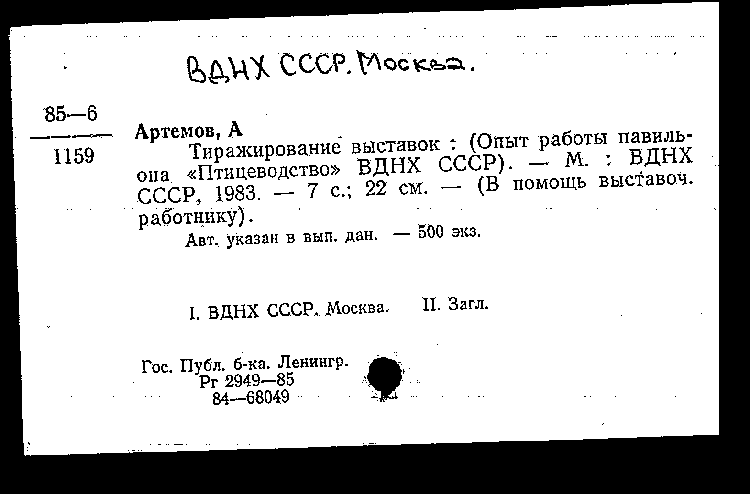 ВДНХ СССР. Москва.
85—6
1159
Артемов, А
Тиражирование выставок : (Опыт работы павиль-
она «Птицеводство» ВДНХ СССР). — М. : ВДНХ
СССР, 1983. — 7 с.; 22 см. — (В помощь выставоч.
работнику).
Авт. указан в вып. дан. — 500 экз.
I. ВДНХ СССР. Москва. II. Загл.
Гос. Публ. б-ка. Ленингр.
Рг 2949—85
84—68049